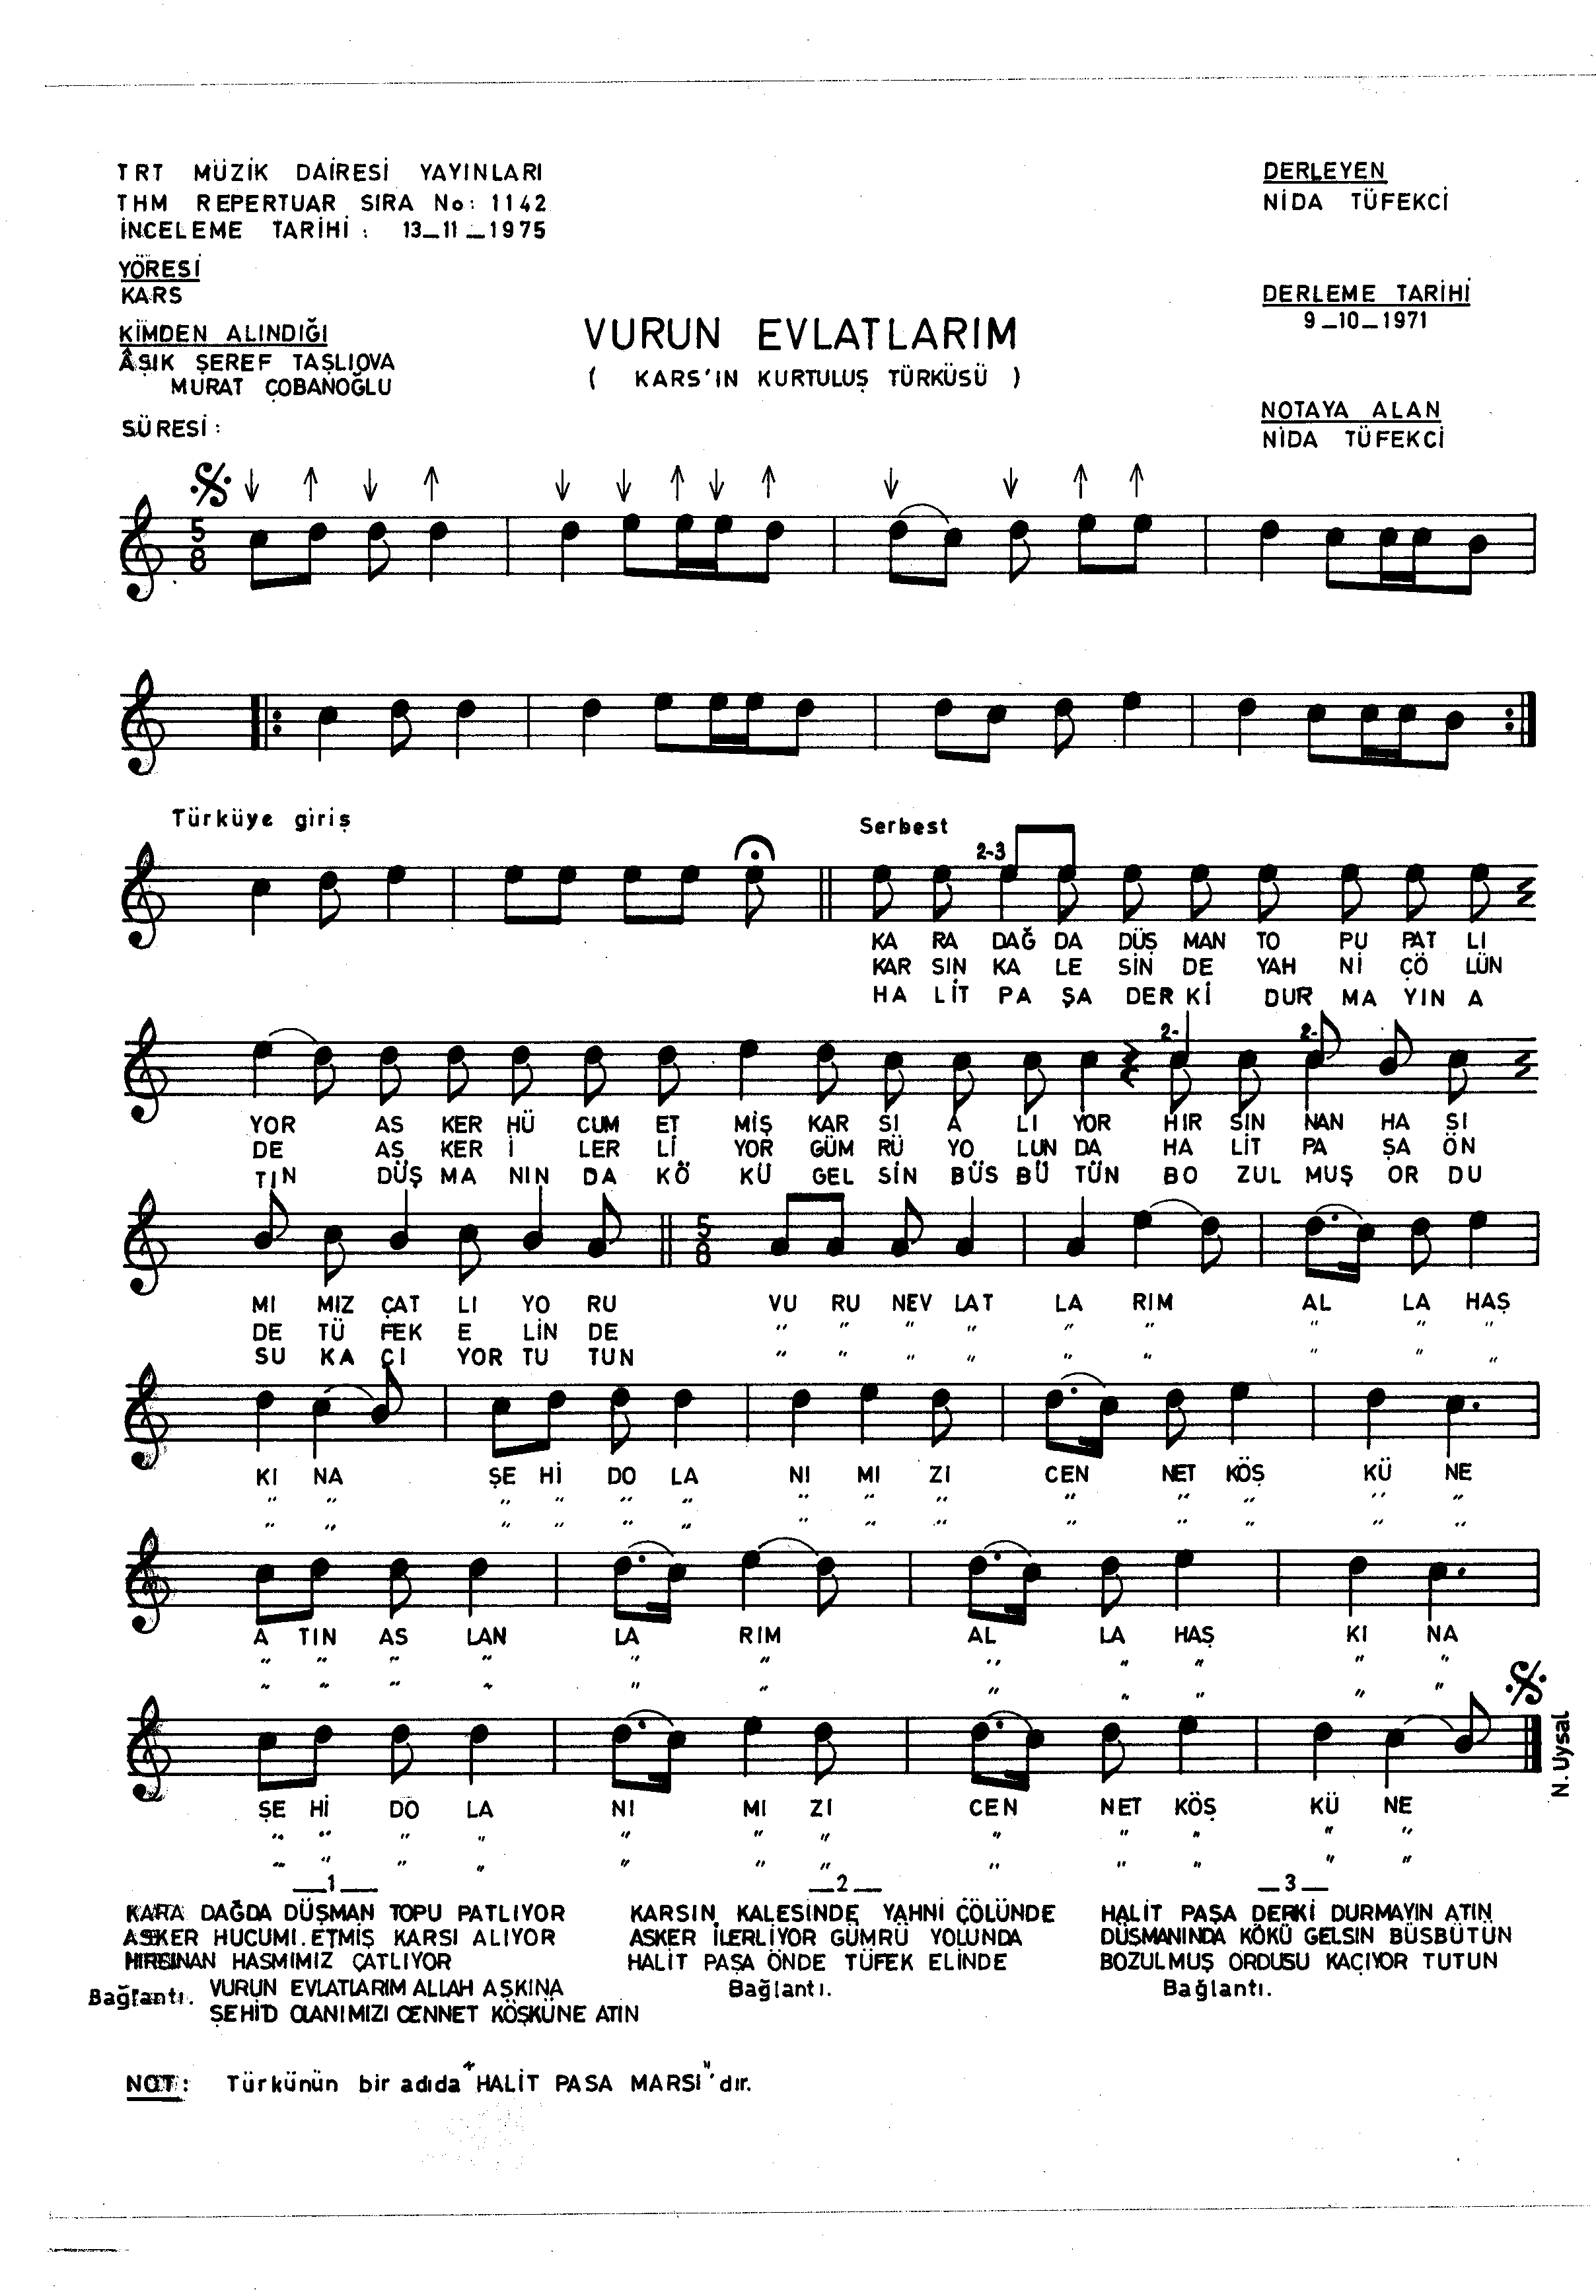 TRT MÜZİK DAİRESİ YAYINLARI
THM REPERTUAR SIRA No: 1142
İNCELEME TARİHİ : 13_11_1975
YÖRESİ
KARS
KİMDEN ALINDIĞI
ÂŞIK ŞEREF TAŞLIOVA
MURAT ÇOBANOĞLU
SÜRESİ :
VURUN EVLATLARIM
( KARS'IN KURTULUŞ TÜRKÜSÜ )
DERLEYEN
NİDA TÜFEKCİ
DERLEME TARİHİ
9_10_1971
NOTAYA ALAN
NİDA TÜFEKCİ
5
8
Türküye giriş
Serbest
2-3
KA RA DAĞ DA DÜŞ MAN TO PU PAT LI
KAR SIN KA LE SİN DE YAH Nİ ÇÖ LÜN
HA LİT PA ŞA DER Kİ DUR MA YIN A
2- 2-
YOR AS KER HÜ CUM ET MİŞ KAR SI A LI YOR HIR SIN NAN HA SI
DE AS KER İ LER Lİ YOR GÜM RÜ YO LUN DA HA LİT PA ŞA ÖN
TIN DÜŞ MA NIN DA KÖ KÜ GEL SİN BÜS BÜ TÜN BO ZUL MUŞ OR DU
5
8
MI MIZ ÇAT LI YO RU VU RU NEV LAT LA RIM AL LA HAŞ
DE TÜ FEK E LİN DE " " " " " " " " "
SU KA ÇI YOR TU TUN " " " " " " " " "
KI NA ŞE Hİ DO LA NI MI ZI CEN NET KÖŞ KÜ NE
" " " " " " " " " " " " " "
" " " " " " " " " " " " " "
A TIN AS LAN LA RIM AL LA HAŞ KI NA
" " " " " " " " " " "
" " " " " " " " " " "
ŞE Hİ DO LA NI MI ZI CEN NET KÖŞ KÜ NE
" " " " " " " " " " " "
" " " " " " " " " " " "
N. Uysal
_1_
KARA DAĞDA DÜŞMAN TOPU PATLIYOR
ASKER HUCUMI.ETMİŞ KARSI ALIYOR
HIRSINAN HASMIMIZ ÇATLIYOR
Bağlantı. VURUN EVLATLARIM ALLAH AŞKINA
ŞEHİD OLANIMIZI CENNET KÖŞKÜNE ATIN
_2_
KARSIN KALESİNDE YAHNİ ÇÖLÜNDE
ASKER İLERLİYOR GÜMRÜ YOLUNDA
HALİT PAŞA ÖNDE TÜFEK ELİNDE
Bağlantı.
_3_
HALİT PAŞA DERKİ DURMAYIN ATIN
DÜŞMANINDA KÖKÜ GELSIN BÜSBÜTÜN
BOZULMUŞ ORDUSU KAÇIYOR TUTUN
Bağlantı.
NOT: Türkünün bir adıda "HALİT PASA MARSI" dır.